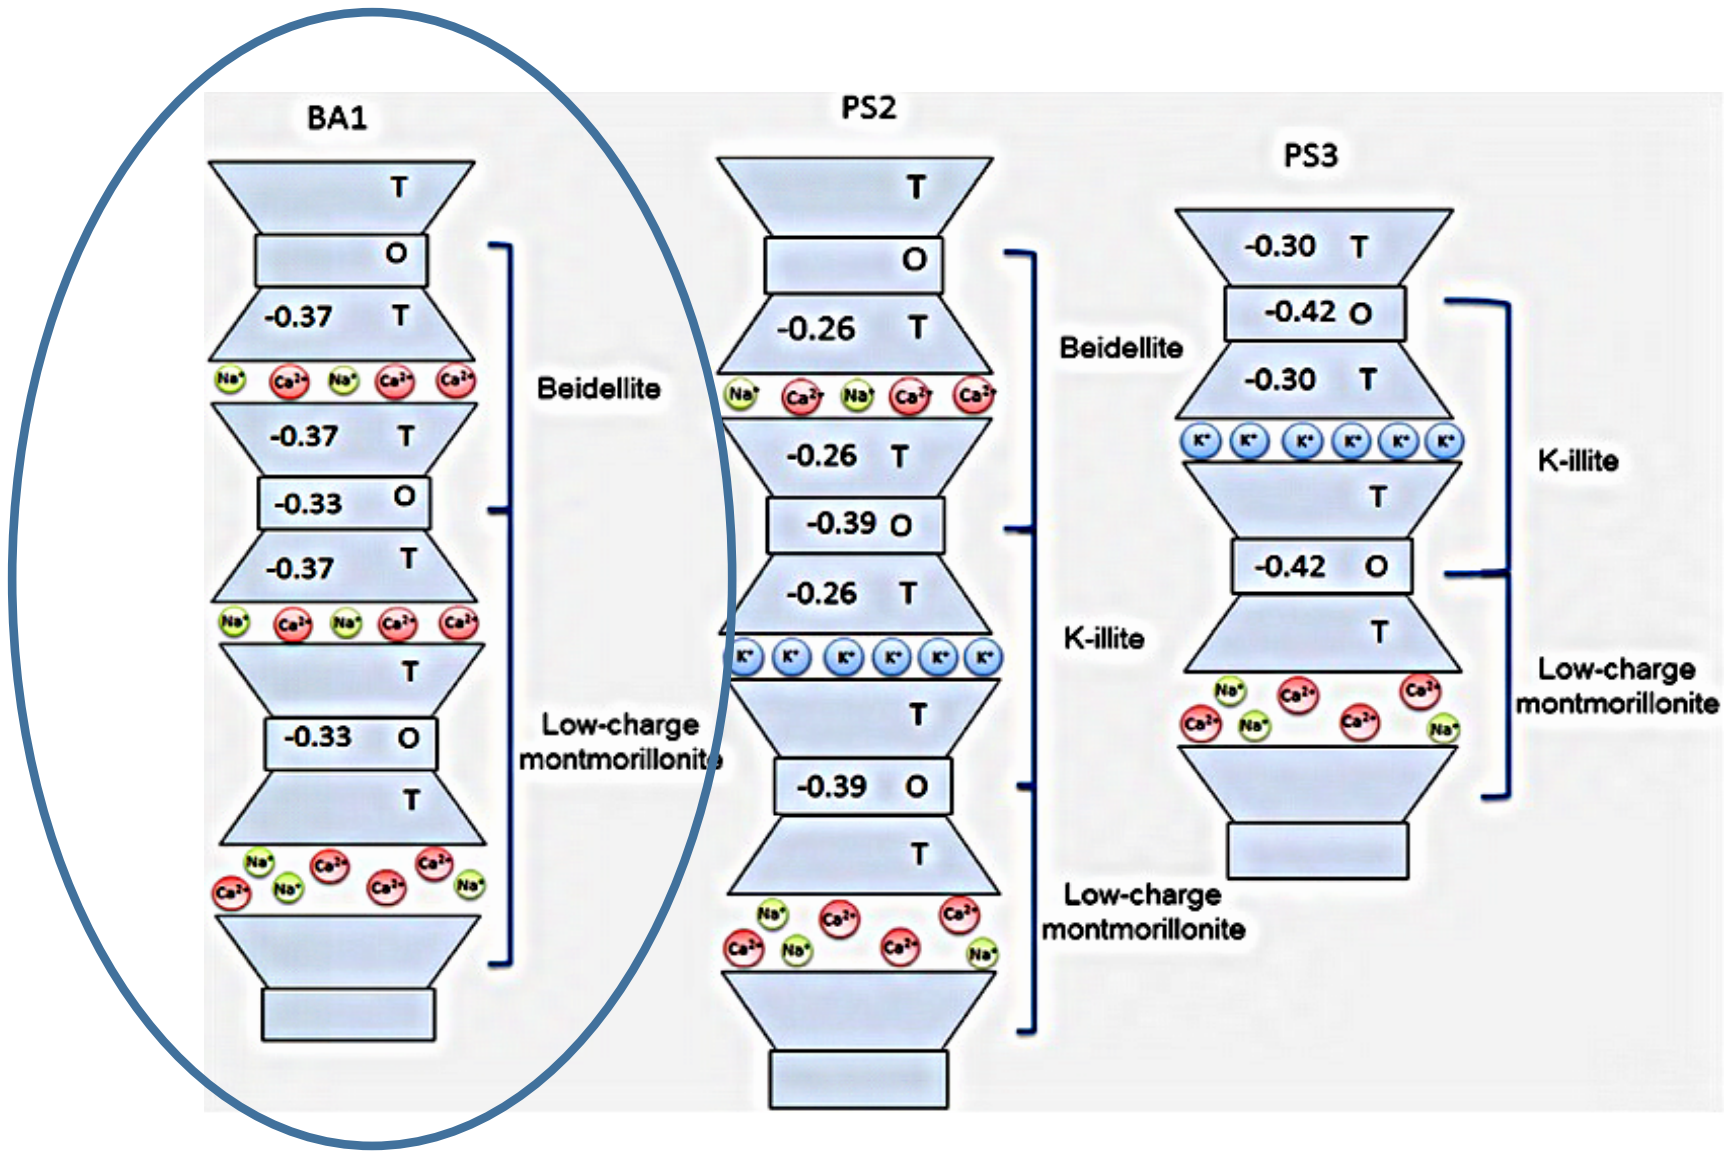 BA1
T
O
-0.37 T
Na⁺ Ca²⁺ Na⁺ Ca²⁺ Ca²⁺
-0.37 T
-0.33 O
-0.37 T
Na⁺ Ca²⁺ Na⁺ Ca²⁺ Ca²⁺
T
-0.33 O
T
Na⁺ Ca²⁺ Ca²⁺
Ca²⁺ Na⁺ Ca²⁺ Na⁺
Beidellite
Low-charge
montmorillonite
PS2
T
O
-0.26 T
Na⁺ Ca²⁺ Na⁺ Ca²⁺ Ca²⁺
-0.26 T
-0.39 O
-0.26 T
K⁺ K⁺ K⁺ K⁺ K⁺ K⁺
T
-0.39 O
T
Na⁺ Ca²⁺ Ca²⁺
Ca²⁺ Na⁺ Ca²⁺ Na⁺
Beidellite
K-illite
Low-charge
montmorillonite
PS3
-0.30 T
-0.42 O
-0.30 T
K⁺ K⁺ K⁺ K⁺ K⁺ K⁺
T
-0.42 O
T
Na⁺ Ca²⁺ Ca²⁺
Ca²⁺ Na⁺ Ca²⁺ Na⁺
K-illite
Low-charge
montmorillonite